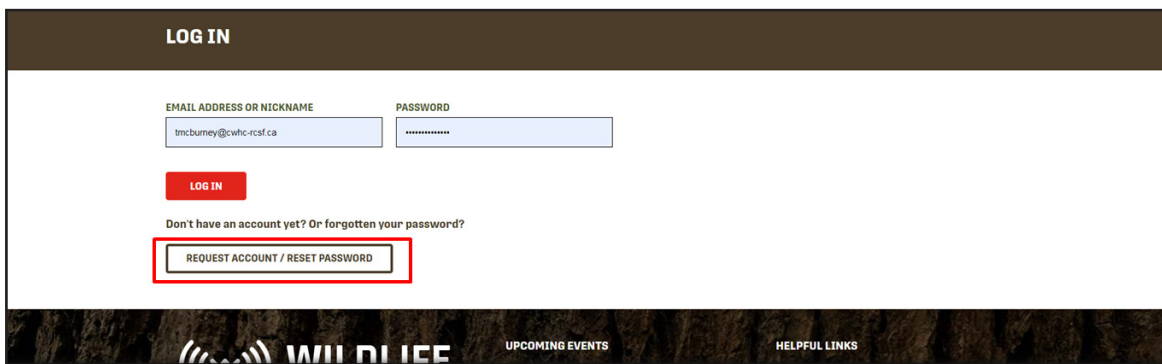 LOG IN
EMAIL ADDRESS OR NICKNAME PASSWORD
tmcburney@cwhc-rcsf.ca ••••••••••••••
LOG IN
Don't have an account yet? Or forgotten your password?
REQUEST ACCOUNT / RESET PASSWORD
WILDLIFE UPCOMING EVENTS HELPFUL LINKS